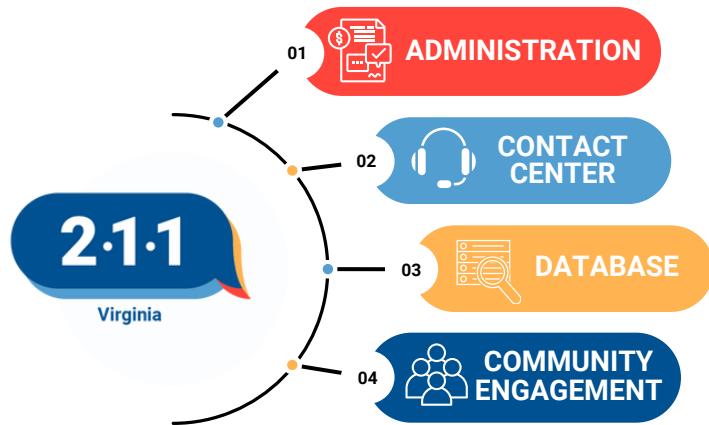 01
ADMINISTRATION
02
CONTACT
CENTER
2·1·1
Virginia
03
DATABASE
04
COMMUNITY
ENGAGEMENT